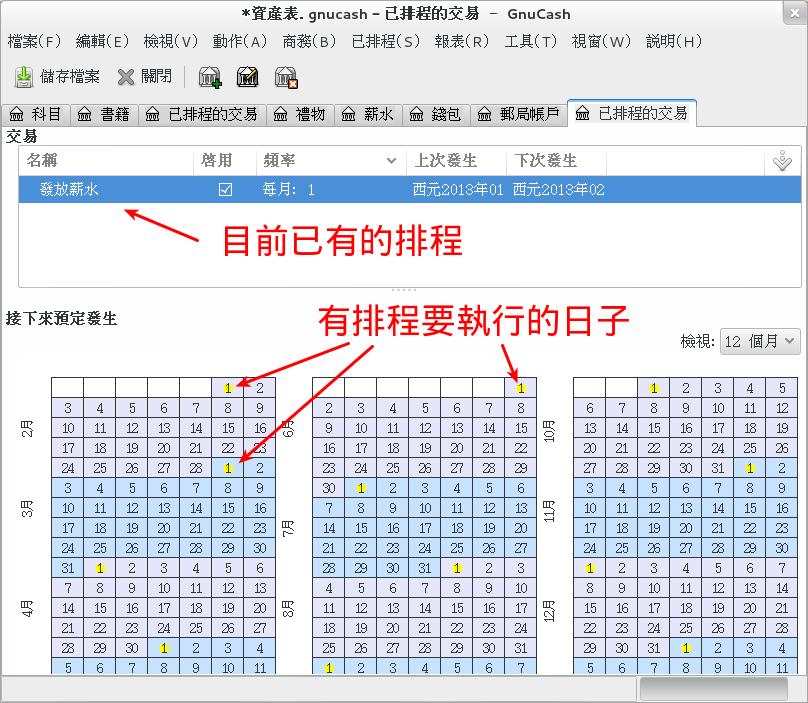 *資產表.gnucash - 已排程的交易 - GnuCash
檔案(F) 編輯(E) 檢視(V) 動作(A) 商務(B) 已排程(S) 報表(R) 工具(T) 視窗(W) 說明(H)
儲存檔案 關閉
科目 書籍 已排程的交易 禮物 薪水 錢包 郵局帳戶 已排程的交易
交易
名稱 啓用 頻率 上次發生 下次發生
發放薪水 每月: 1 西元2013年01 西元2013年02
目前已有的排程
接下來預定發生
有排程要執行的日子
檢視: 12 個月
1 2 1 1 2 3 4 5
2月 3 4 5 6 7 8 9 6月 2 3 4 5 6 7 8 10月 6 7 8 9 10 11 12
10 11 12 13 14 15 16 9 10 11 12 13 14 15 13 14 15 16 17 18 19
17 18 19 20 21 22 23 16 17 18 19 20 21 22 20 21 22 23 24 25 26
24 25 26 27 28 1 2 23 24 25 26 27 28 29 27 28 29 30 31 1 2
3月 3 4 5 6 7 8 9 30 1 2 3 4 5 6 11月 3 4 5 6 7 8 9
10 11 12 13 14 15 16 7月 7 8 9 10 11 12 13 10 11 12 13 14 15 16
17 18 19 20 21 22 23 14 15 16 17 18 19 20 17 18 19 20 21 22 23
24 25 26 27 28 29 30 21 22 23 24 25 26 27 24 25 26 27 28 29 30
31 1 2 3 4 5 6 28 29 30 31 1 2 3 1 2 3 4 5 6 7
4月 7 8 9 10 11 12 13 8月 4 5 6 7 8 9 10 12月 8 9 10 11 12 13 14
14 15 16 17 18 19 20 11 12 13 14 15 16 17 15 16 17 18 19 20 21
21 22 23 24 25 26 27 18 19 20 21 22 23 24 22 23 24 25 26 27 28
28 29 30 1 2 3 4 25 26 27 28 29 30 31 29 30 31 1 2 3 4
5 6 7 8 9 10 11 1 2 3 4 5 6 7 5 6 7 8 9 10 11